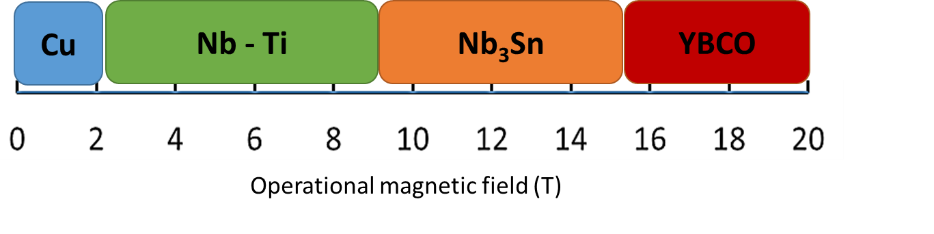 Cu Nb - Ti Nb₃Sn YBCO
0 2 4 6 8 10 12 14 16 18 20
Operational magnetic field (T)